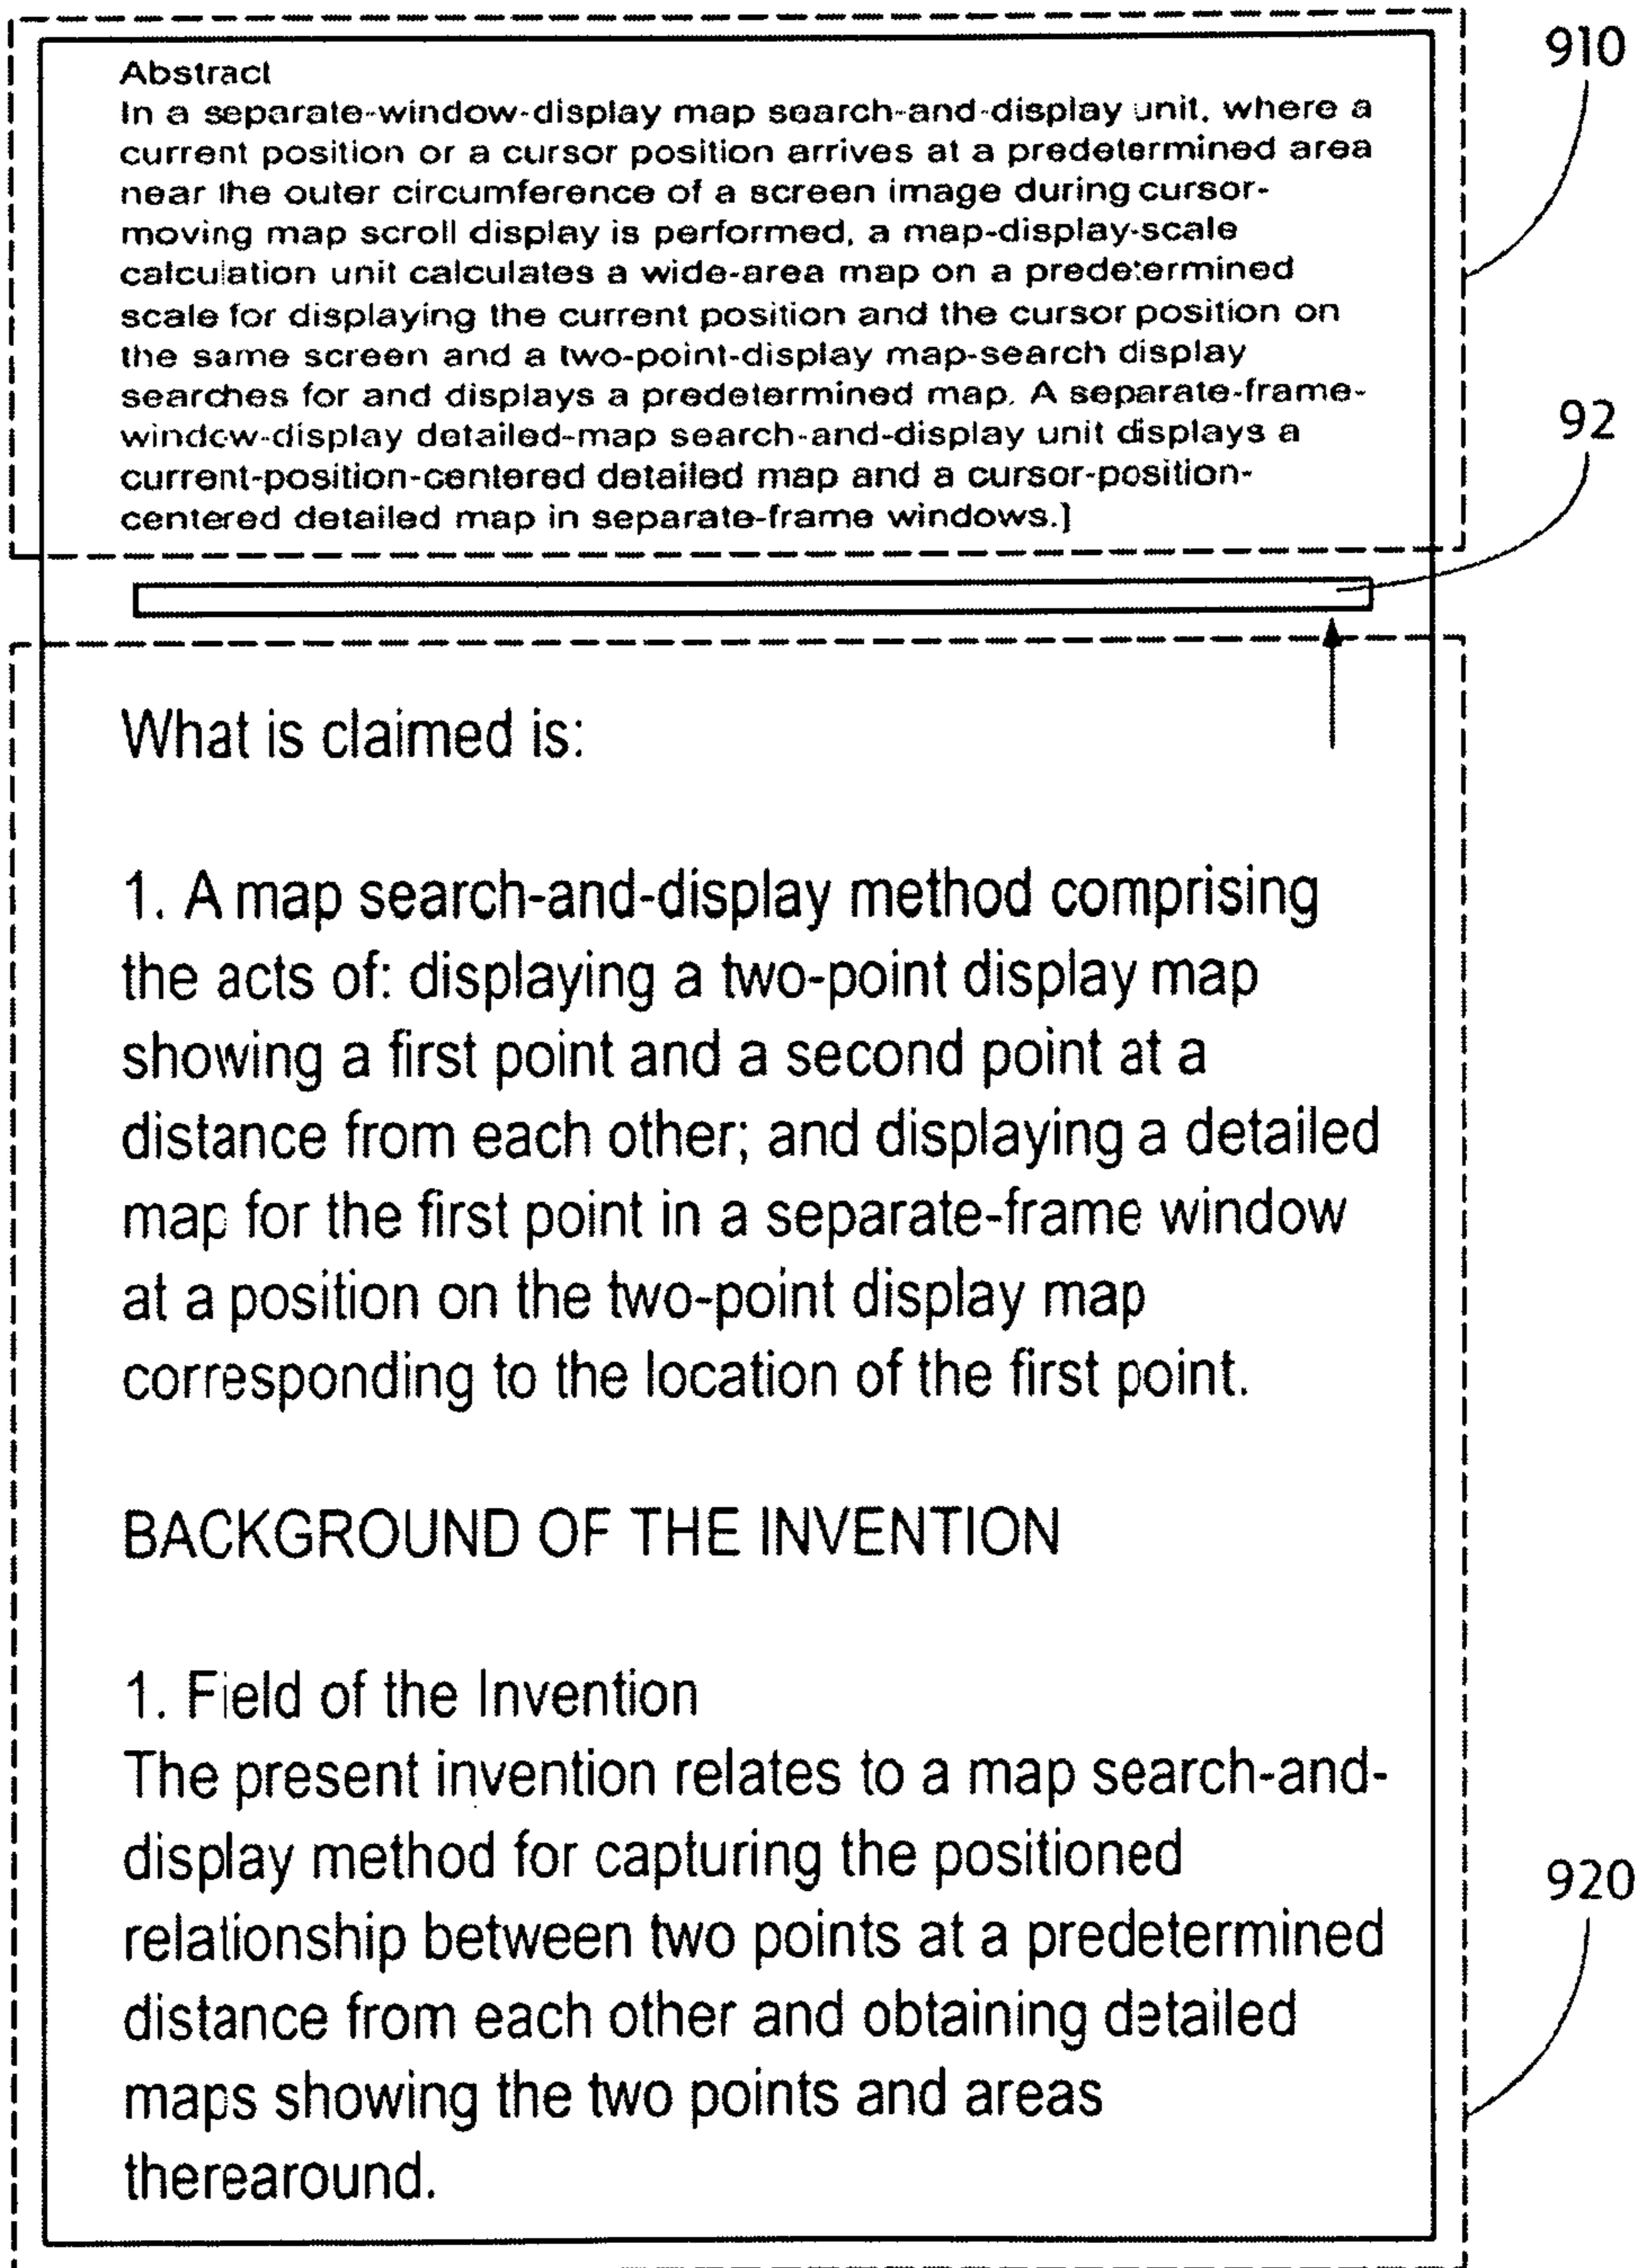 910
Abstract
In a separate-window-display map search-and-display unit, where a
current position or a cursor position arrives at a predetermined area
near the outer circumference of a screen image during cursor-
moving map scroll display is performed, a map-display-scale
calculation unit calculates a wide-area map on a predetermined
scale for displaying the current position and the cursor position on
the same screen and a two-point-display map-search display
searches for and displays a predetermined map. A separate-frame-
window-display detailed-map search-and-display unit displays a
current-position-centered detailed map and a cursor-position-
centered detailed map in separate-frame windows.]
92
What is claimed is:
1. A map search-and-display method comprising
the acts of: displaying a two-point display map
showing a first point and a second point at a
distance from each other; and displaying a detailed
map for the first point in a separate-frame window
at a position on the two-point display map
corresponding to the location of the first point.
BACKGROUND OF THE INVENTION
1. Field of the Invention
The present invention relates to a map search-and-
display method for capturing the positioned
relationship between two points at a predetermined
distance from each other and obtaining detailed
maps showing the two points and areas
therearound.
920